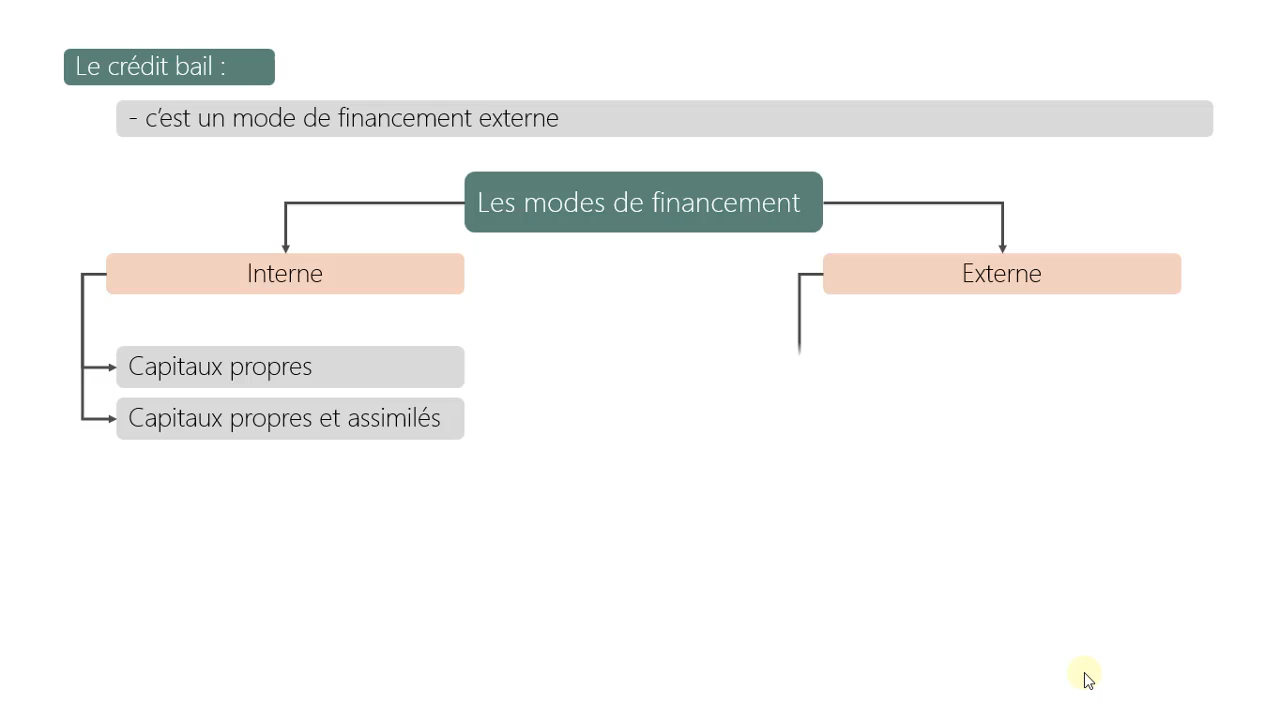 Le crédit bail :
- c’est un mode de financement externe
Les modes de financement
Interne
Externe
Capitaux propres
Capitaux propres et assimilés